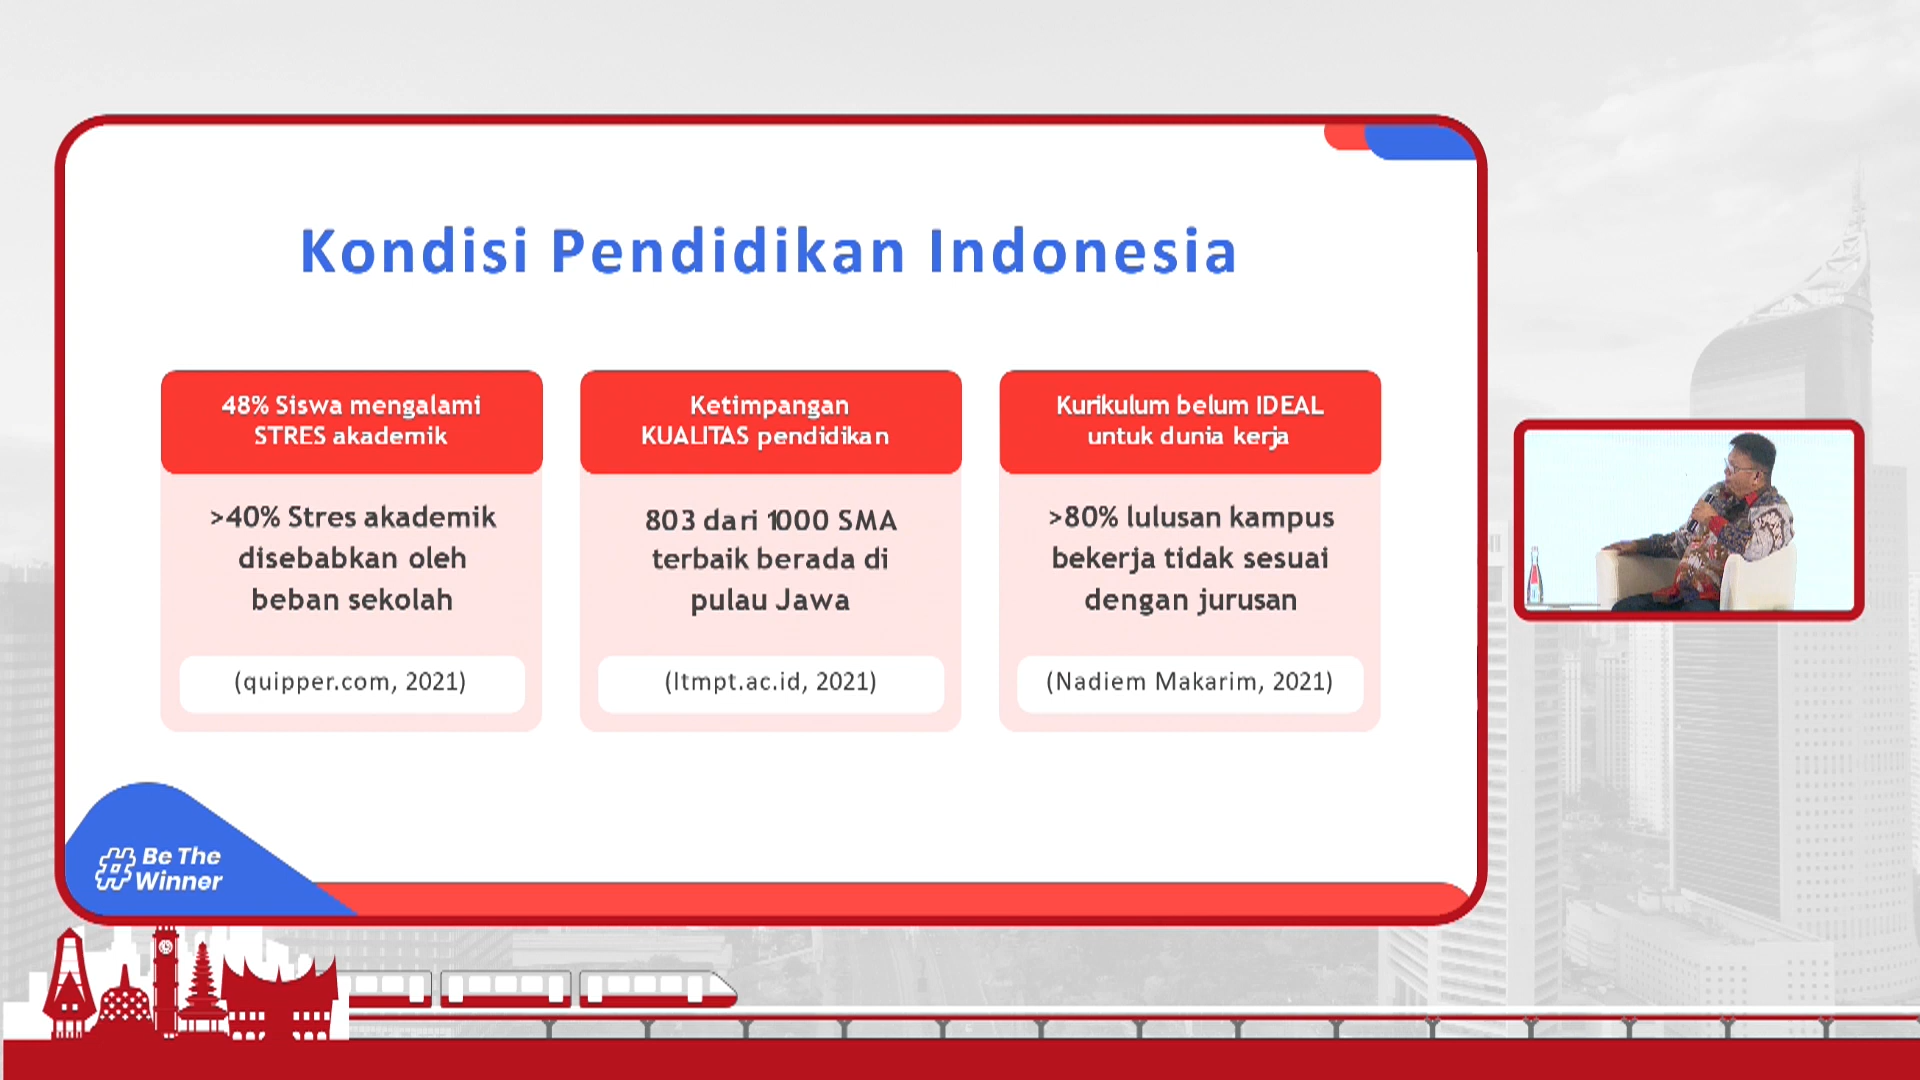 Kondisi Pendidikan Indonesia
48% Siswa mengalami
STRES akademik
>40% Stres akademik
disebabkan oleh
beban sekolah
(quipper.com, 2021)
Ketimpangan
KUALITAS pendidikan
803 dari 1000 SMA
terbaik berada di
pulau Jawa
(ltmpt.ac.id, 2021)
Kurikulum belum IDEAL
untuk dunia kerja
>80% lulusan kampus
bekerja tidak sesuai
dengan jurusan
(Nadiem Makarim, 2021)
# Be The
Winner